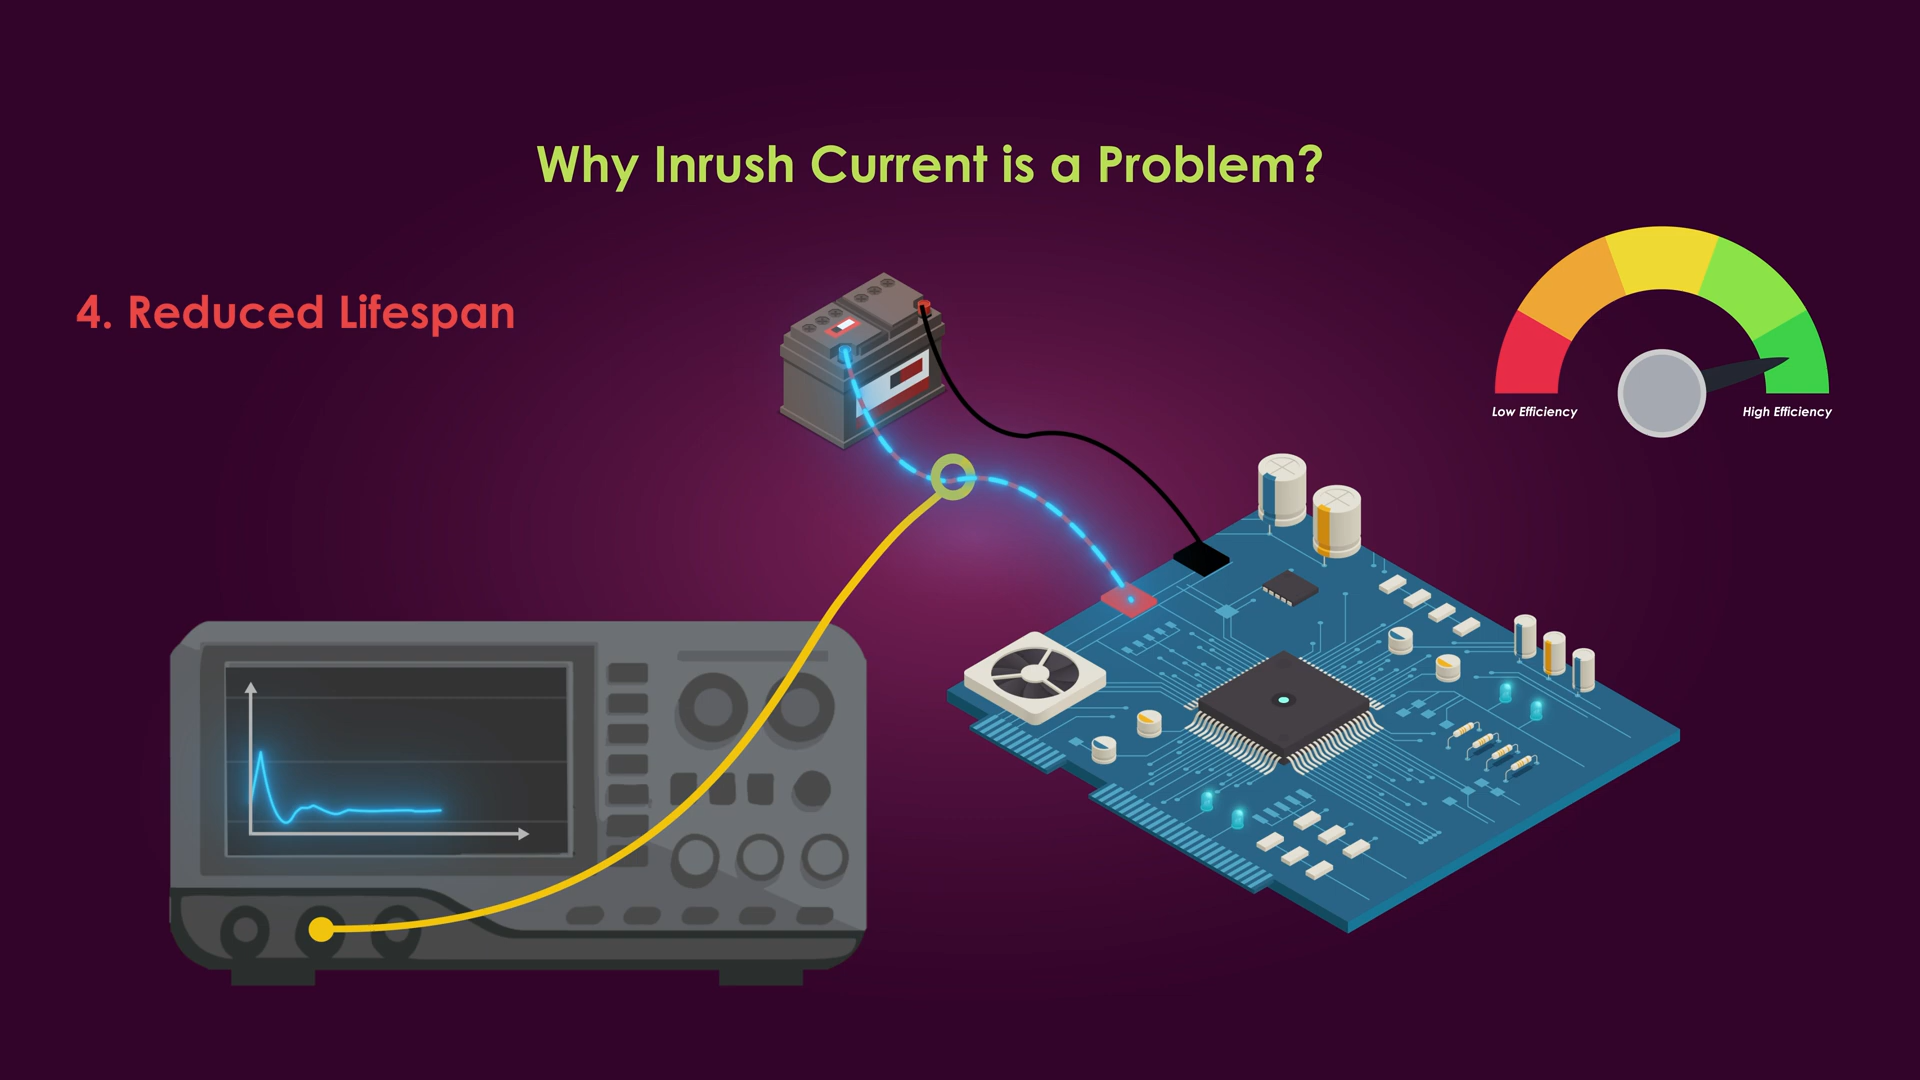 Why Inrush Current is a Problem?
4. Reduced Lifespan
Low Efficiency
High Efficiency